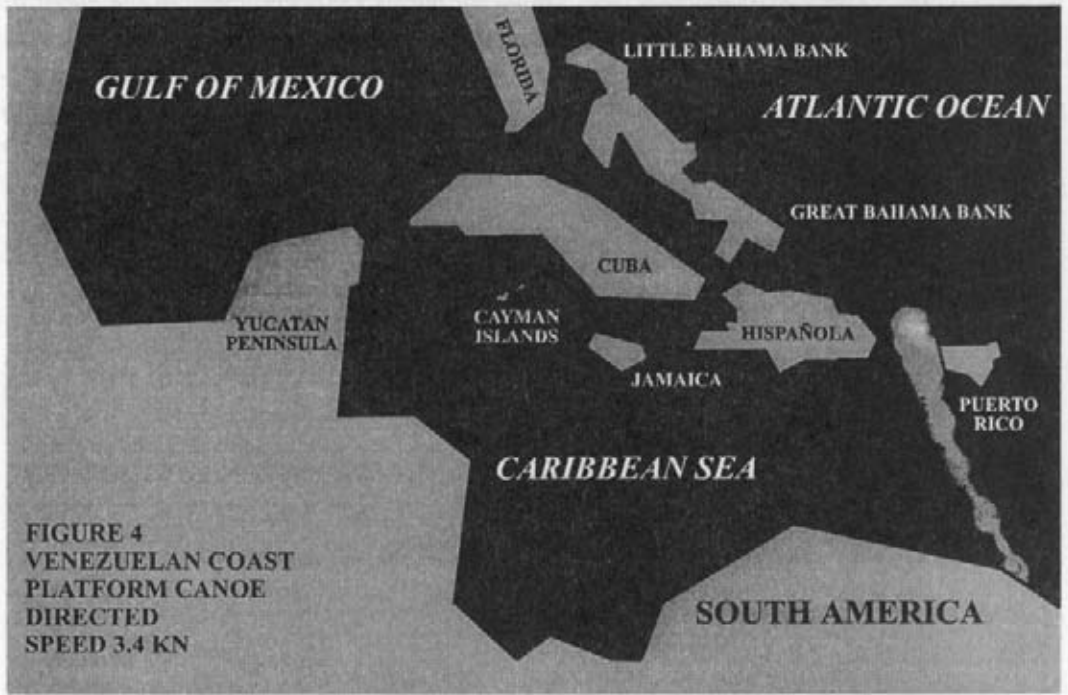 FLORIDA
LITTLE BAHAMA BANK
GULF OF MEXICO
ATLANTIC OCEAN
GREAT BAHAMA BANK
CUBA
CAYMAN
ISLANDS
YUCATAN
PENINSULA
HISPAÑOLA
JAMAICA
PUERTO
RICO
CARIBBEAN SEA
FIGURE 4
VENEZUELAN COAST
PLATFORM CANOE
DIRECTED
SPEED 3.4 KN
SOUTH AMERICA